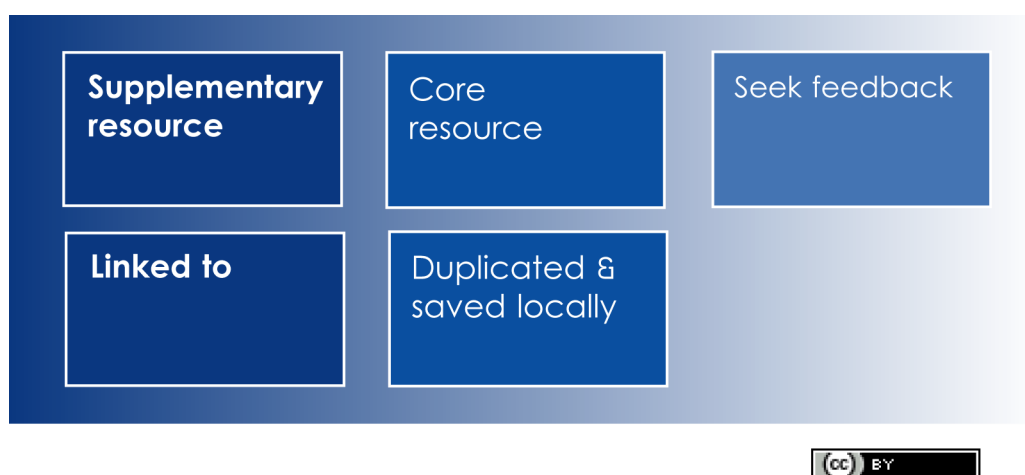 Supplementary
resource
Core
resource
Seek feedback
Linked to
Duplicated &
saved locally
cc BY